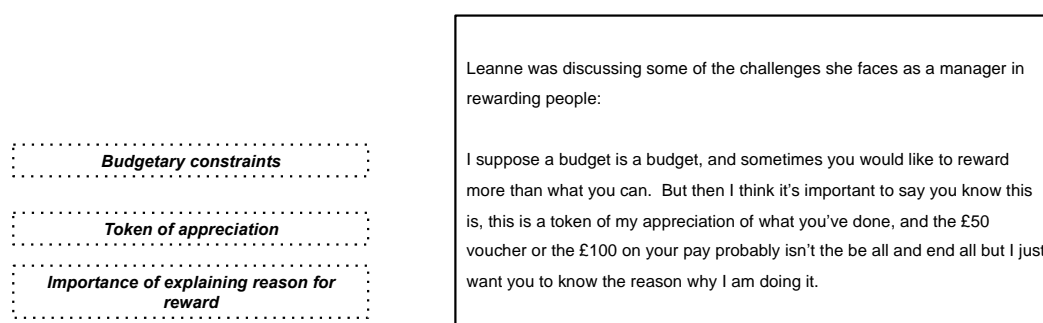 Leanne was discussing some of the challenges she faces as a manager in
rewarding people:
Budgetary constraints
I suppose a budget is a budget, and sometimes you would like to reward
more than what you can. But then I think it's important to say you know this
is, this is a token of my appreciation of what you've done, and the £50
Token of appreciation
voucher or the £100 on your pay probably isn't the be all and end all but I just
Importance of explaining reason for
reward
want you to know the reason why I am doing it.